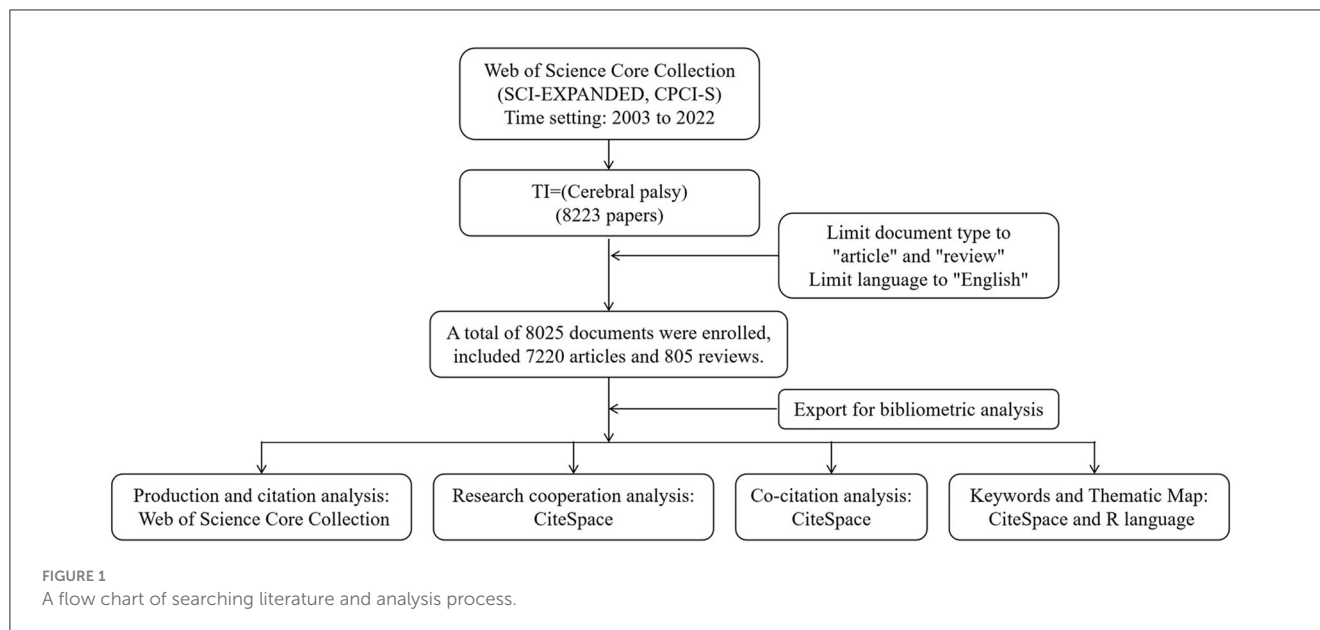 Web of Science Core Collection
(SCI-EXPANDED, CPCI-S)
Time setting: 2003 to 2022
TI=(Cerebral palsy)
(8223 papers)
Limit document type to
"article" and "review"
Limit language to "English"
A total of 8025 documents were enrolled,
included 7220 articles and 805 reviews.
Export for bibliometric analysis
Production and citation analysis:
Web of Science Core Collection
Research cooperation analysis:
CiteSpace
Co-citation analysis:
CiteSpace
Keywords and Thematic Map:
CiteSpace and R language
FIGURE 1
A flow chart of searching literature and analysis process.